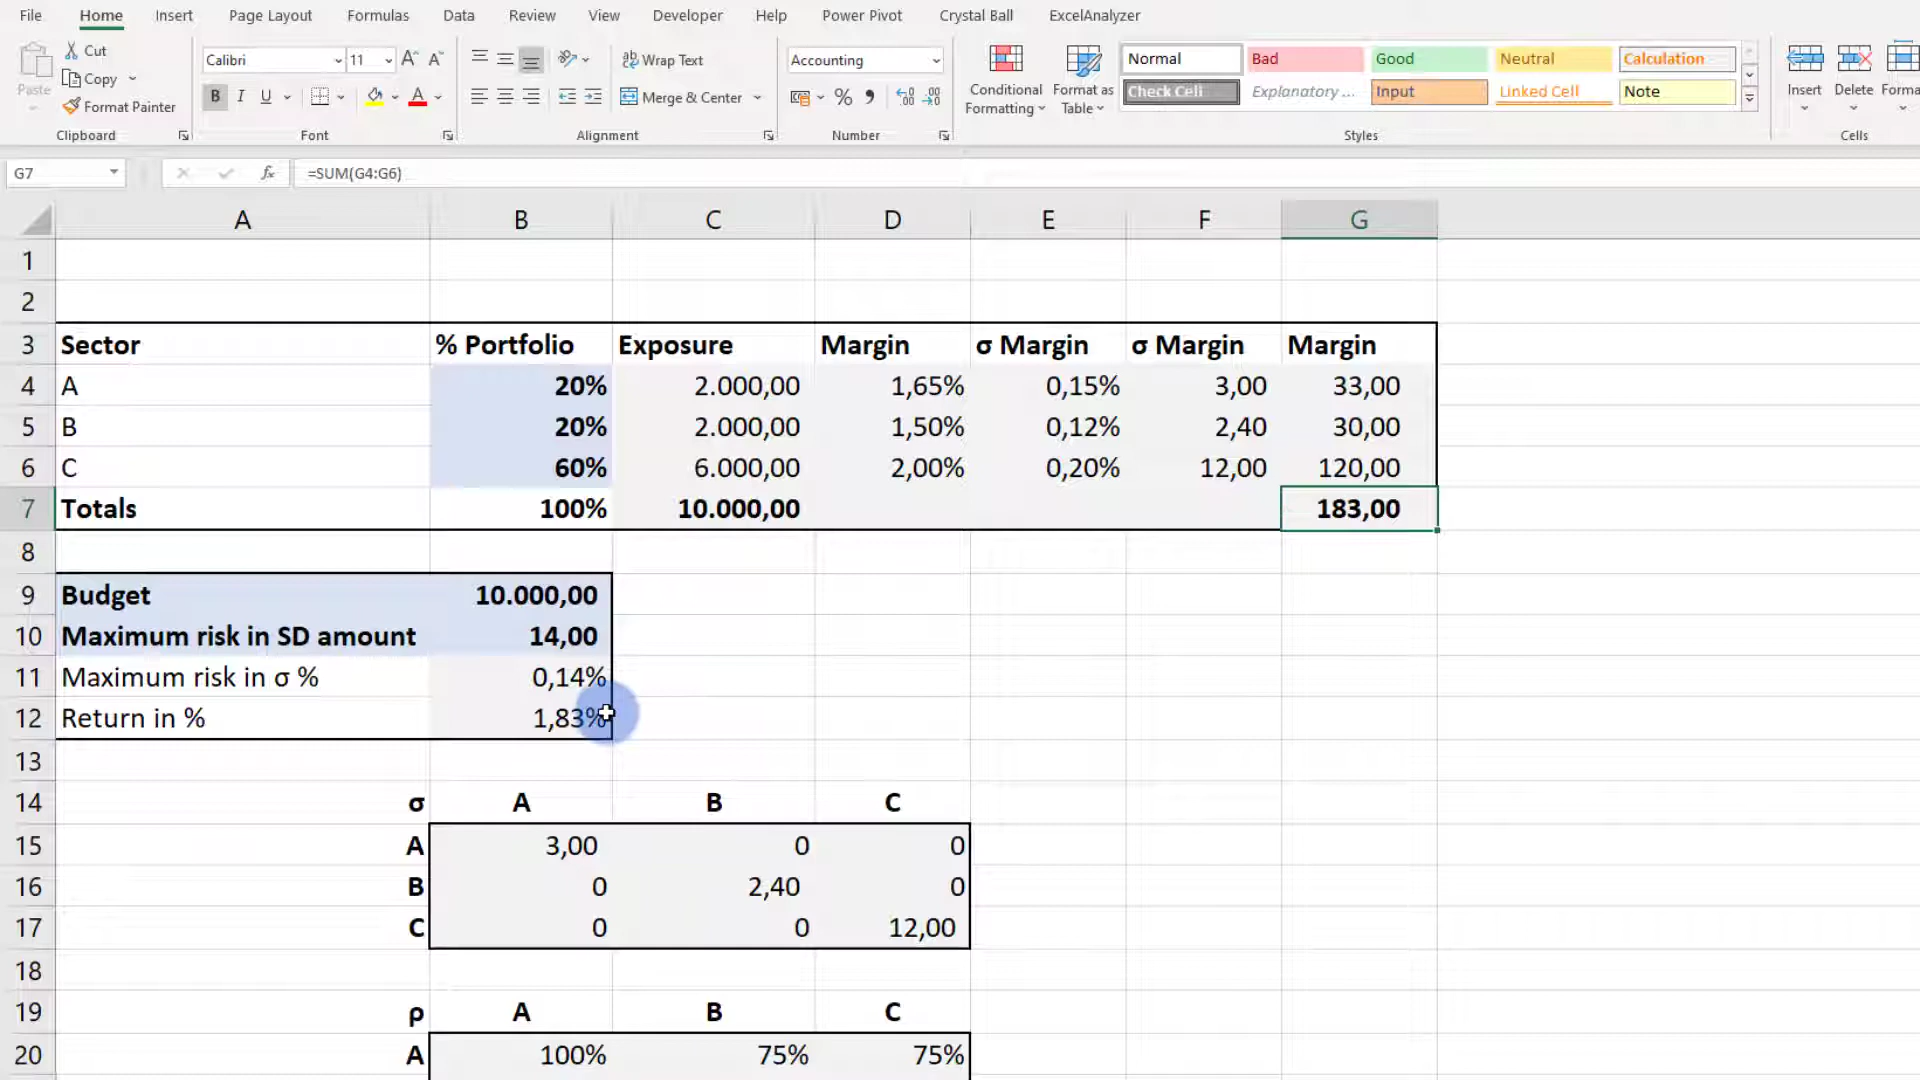 File Home Insert Page Layout Formulas Data Review View Developer Help Power Pivot Crystal Ball ExcelAnalyzer
Paste Cut
Copy
Format Painter
Clipboard
Calibri 11
B I U
Font
Wrap Text
Merge & Center
Alignment
Accounting
Number
Conditional Formatting
Format as Table
Normal Bad Good Neutral Calculation
Check Cell Explanatory ... Input Linked Cell Note
Styles
Insert Delete Forma
Cells
G7 fx =SUM(G4:G6)
A B C D E F G
1
2
3 Sector % Portfolio Exposure Margin σ Margin σ Margin Margin
4 A 20% 2.000,00 1,65% 0,15% 3,00 33,00
5 B 20% 2.000,00 1,50% 0,12% 2,40 30,00
6 C 60% 6.000,00 2,00% 0,20% 12,00 120,00
7 Totals 100% 10.000,00 183,00
8
9 Budget 10.000,00
10 Maximum risk in SD amount 14,00
11 Maximum risk in σ % 0,14%
12 Return in % 1,83%
13
14 σ A B C
15 A 3,00 0 0
16 B 0 2,40 0
17 C 0 0 12,00
18
19 ρ A B C
20 A 100% 75% 75%